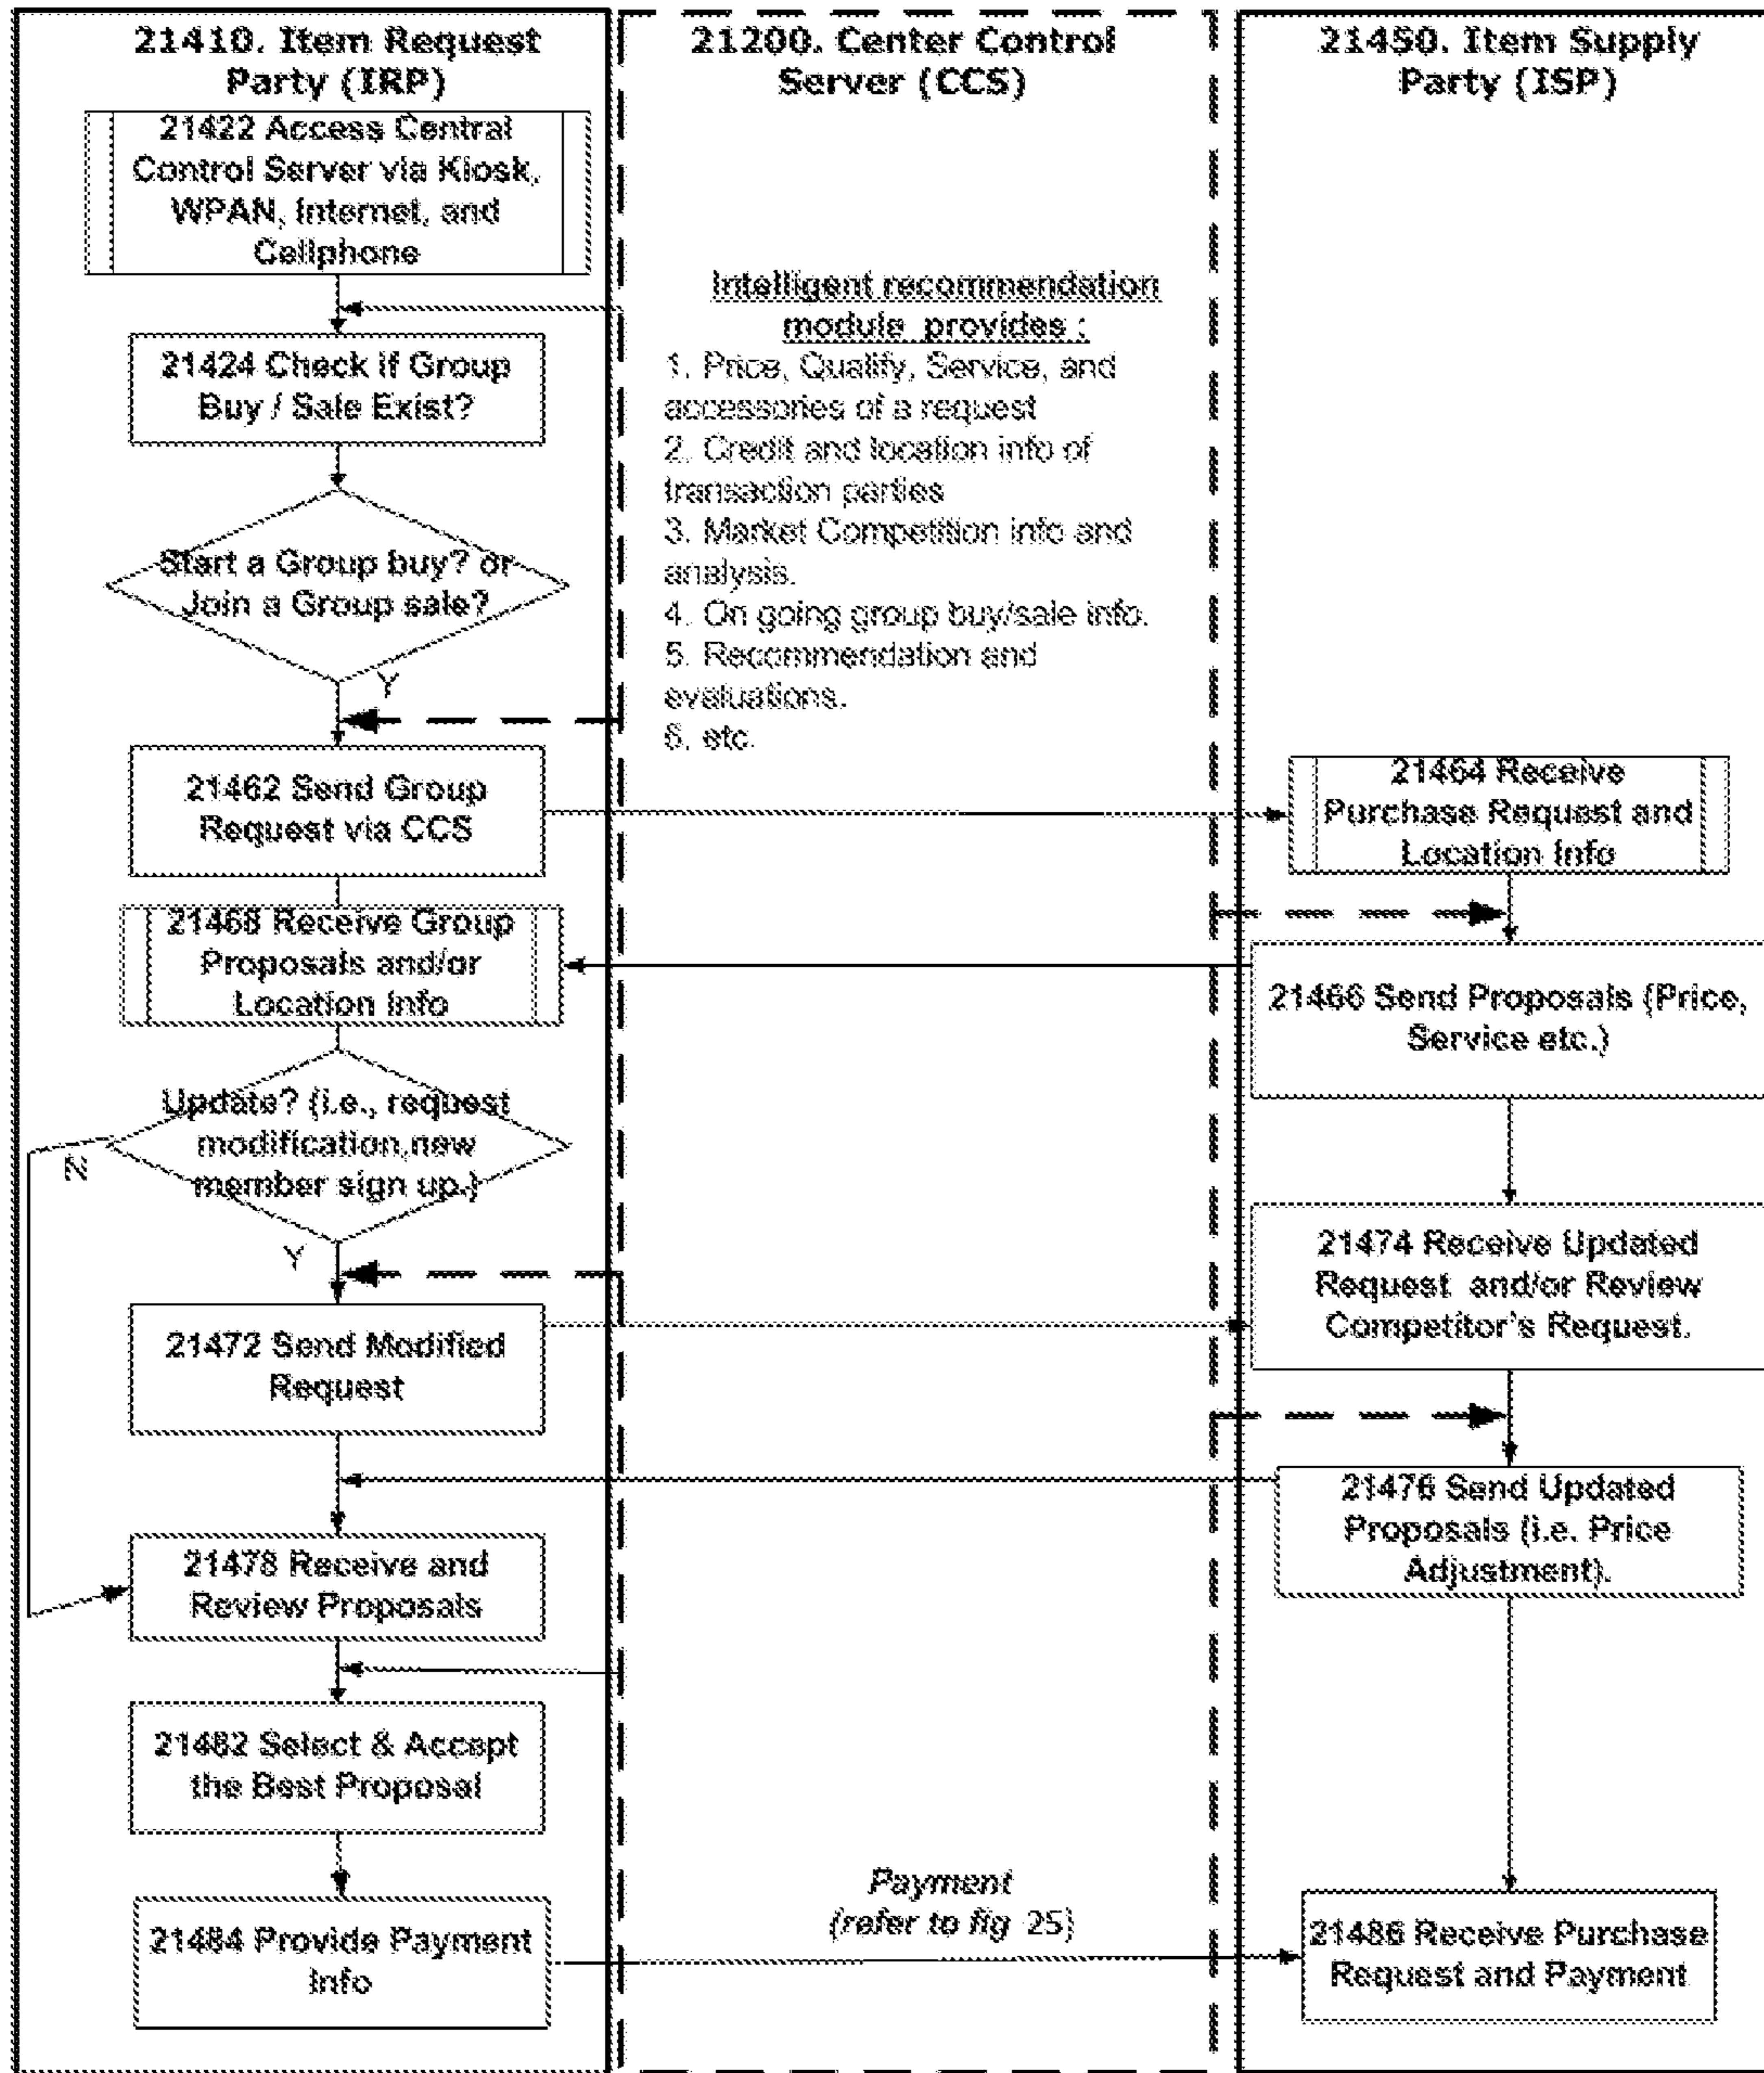 21410. Item Request
Party (IRP)
21422 Access Central
Control Server via Kiosk,
WPAN, Internet, and
Cellphone
21424 Check if Group
Buy / Sale Exist?
Start a Group buy? or
Join a Group sale?
Y
21462 Send Group
Request via CCS
21468 Receive Group
Proposals and/or
Location Info
Update? (i.e., request
modification,new
member sign up.)
N
Y
21472 Send Modified
Request
21478 Receive and
Review Proposals
21482 Select & Accept
the Best Proposal
21484 Provide Payment
Info
21200. Center Control
Server (CCS)
Intelligent recommendation
module provides :
1. Price, Qualify, Service, and
accessories of a request
2. Credit and location info of
transaction parties
3. Market Competition info and
analysis.
4. On going group buy/sale info.
5. Recommendation and
evaluations.
6. etc.
Payment
(refer to fig 25)
21450. Item Supply
Party (ISP)
21464 Receive
Purchase Request and
Location Info
21466 Send Proposals (Price,
Service etc.)
21474 Receive Updated
Request and/or Review
Competitor's Request.
21476 Send Updated
Proposals (i.e. Price
Adjustment).
21486 Receive Purchase
Request and Payment